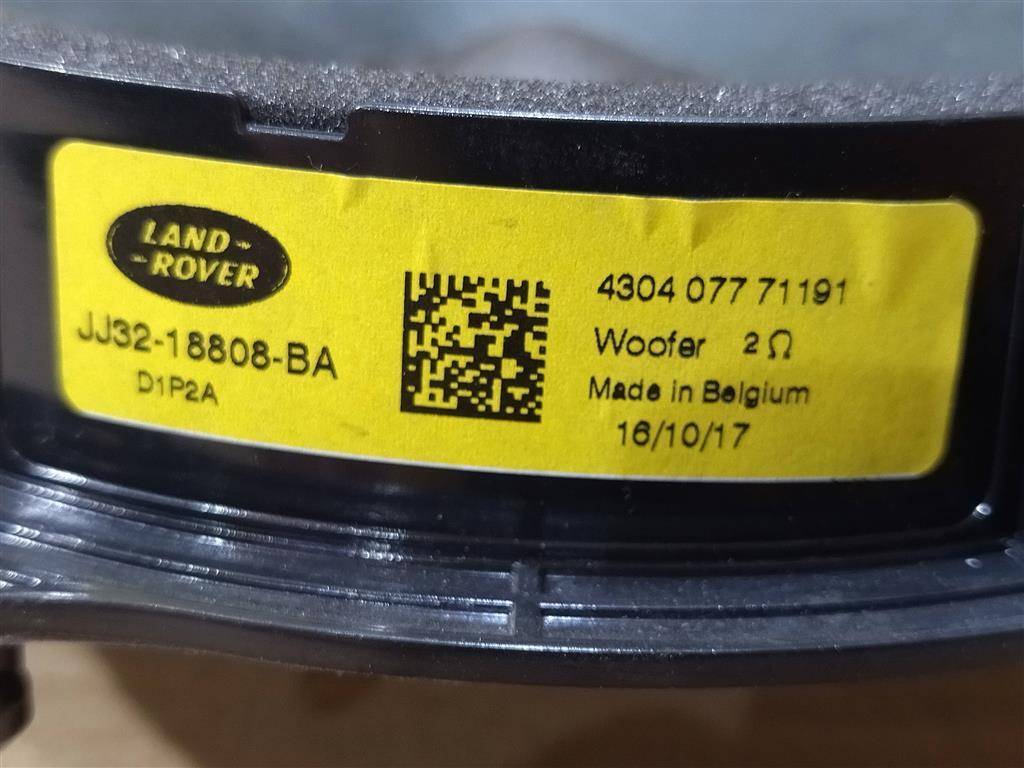 LAND-
-ROVER
JJ32-18808-BA
D1P2A
4304 077 71191
Woofer 2Ω
Made in Belgium
16/10/17